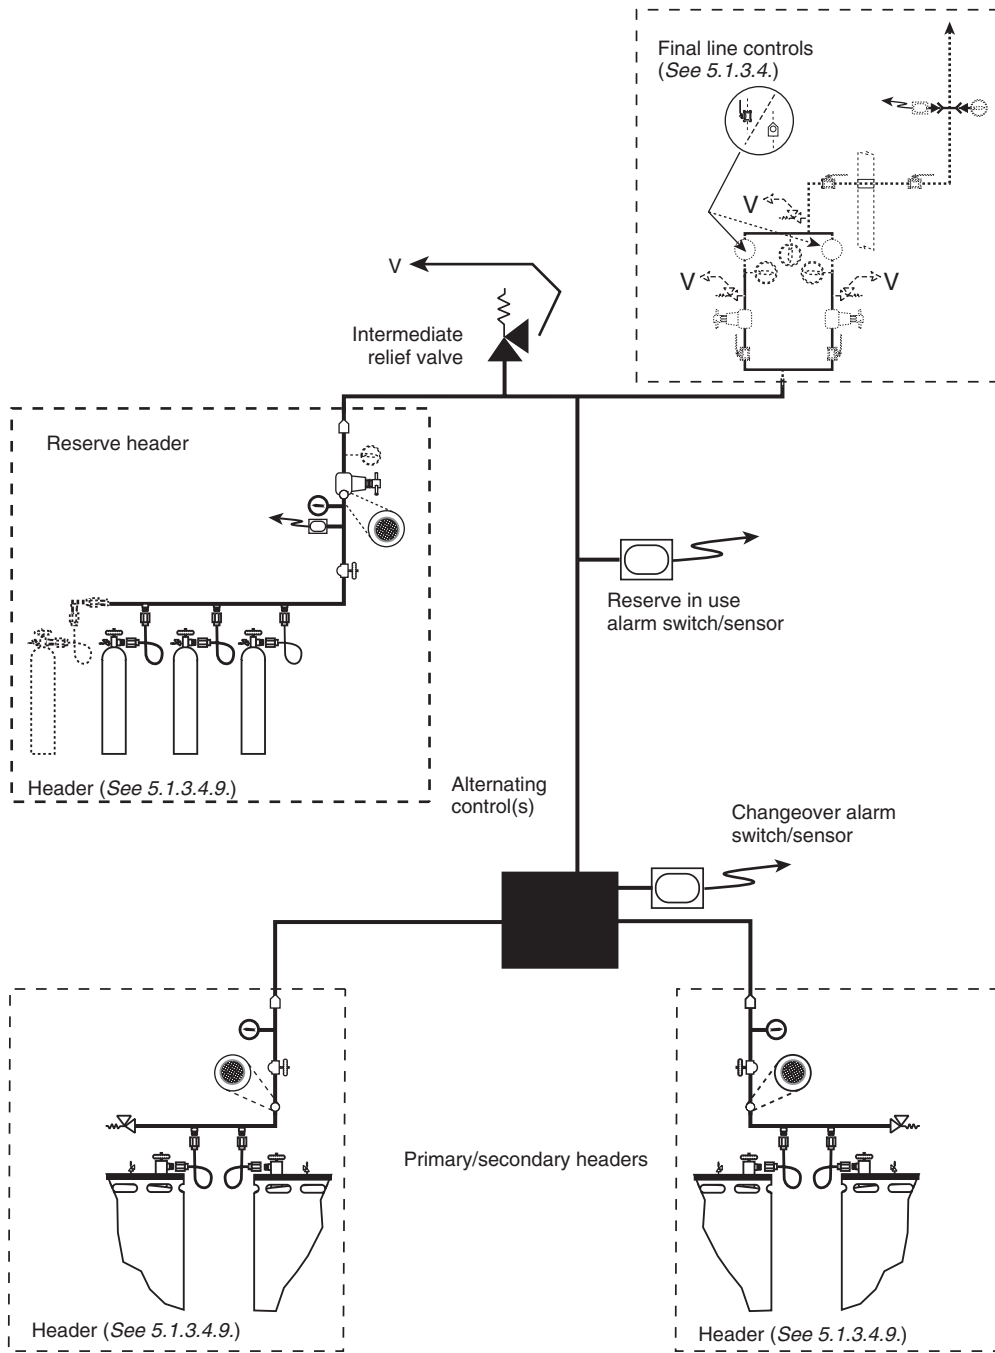 Final line controls
(See 5.1.3.4.)
V
V
V
V
Intermediate
relief valve
Reserve header
Reserve in use
alarm switch/sensor
Header (See 5.1.3.4.9.)
Alternating
control(s)
Changeover alarm
switch/sensor
Primary/secondary headers
Header (See 5.1.3.4.9.)
Header (See 5.1.3.4.9.)